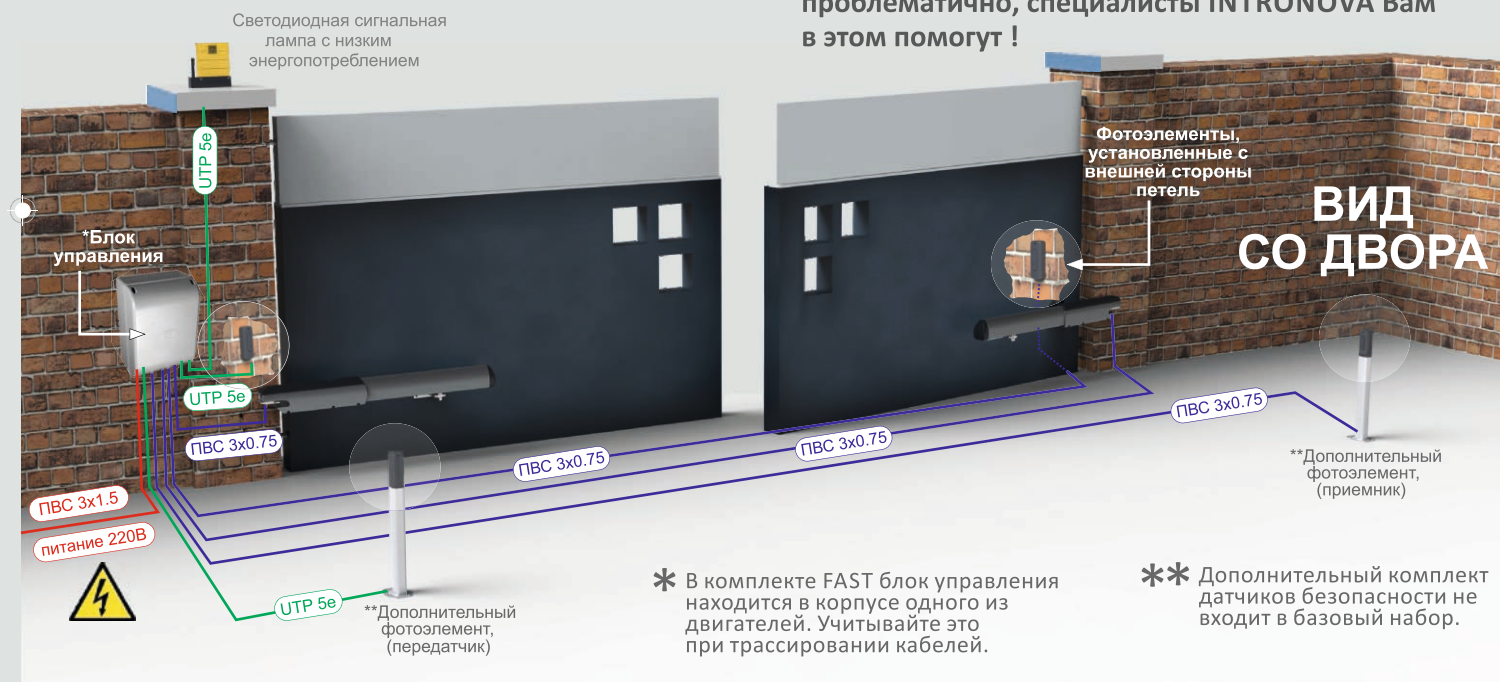 проблематично, специалисты INTRONOVA Вам
в этом помогут !
Светодиодная сигнальная
лампа с низким
энергопотреблением
UTP 5e
*Блок
управления
Фотоэлементы,
установленные с
внешней стороны
петель
ВИД
СО ДВОРА
UTP 5e
ПВС 3x0.75
ПВС 3x0.75
ПВС 3x0.75
ПВС 3x0.75
ПВС 3x1.5
питание 220В
UTP 5e
**Дополнительный
фотоэлемент,
(передатчик)
**Дополнительный
фотоэлемент,
(приемник)
* В комплекте FAST блок управления
находится в корпусе одного из
двигателей. Учитывайте это
при трассировании кабелей.
** Дополнительный комплект
датчиков безопасности не
входит в базовый набор.